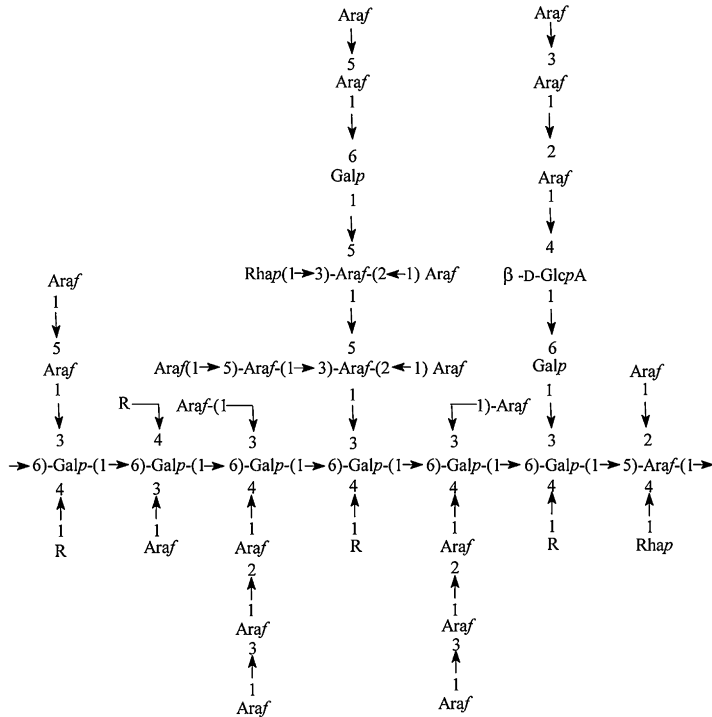 Araf Araf
5 3
Araf Araf
1 1
6 2
Galp Araf
1 1
5 4
Araf Rhap(1→3)-Araf-(2←1) Araf β -D-GlcpA
1 1 1
5 5 6
Araf Araf(1→5)-Araf-(1→3)-Araf-(2←1) Araf Galp Araf
1 1 1 1
R Araf-(1 1)-Araf
3 4 3 3 3 3 2
→6)-Galp-(1→6)-Galp-(1→6)-Galp-(1→6)-Galp-(1→6)-Galp-(1→6)-Galp-(1→5)-Araf-(1→
4 3 4 4 4 4 4
1 1 1 1 1 1 1
R Araf Araf R Araf R Rhap
2 2
1 1
Araf Araf
3 3
1 1
Araf Araf